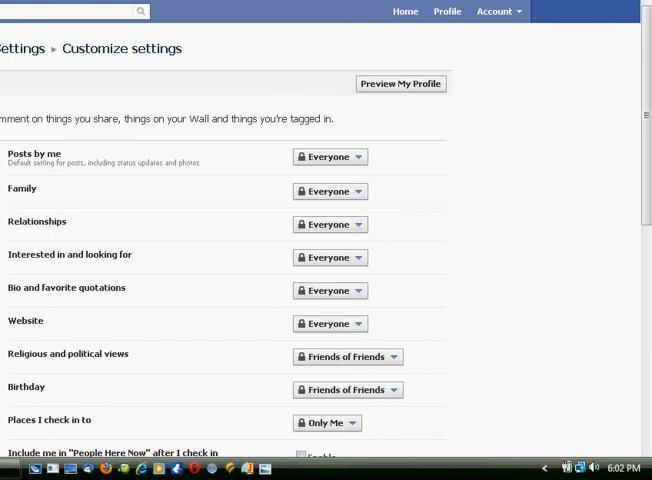 Home Profile Account
Settings ▸ Customize settings
Preview My Profile
comment on things you share, things on your Wall and things you're tagged in.
Posts by me Everyone
Default setting for posts, including status updates and photos
Family Everyone
Relationships Everyone
Interested in and looking for Everyone
Bio and favorite quotations Everyone
Website Everyone
Religious and political views Friends of Friends
Birthday Friends of Friends
Places I check in to Only Me
Include me in "People Here Now" after I check in Enable
6:02 PM